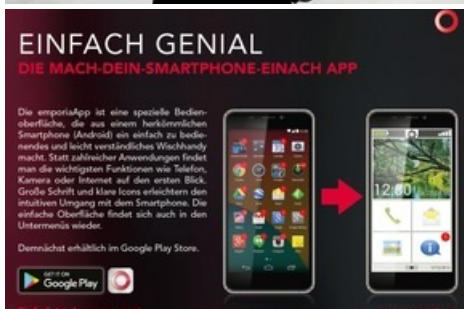 EINFACH GENIAL
DIE MACH-DEIN-SMARTPHONE-EINACH APP
Die emporiaApp ist eine spezielle Bedien-
oberfläche, die aus einem herkömmlichen
Smartphone (Android) ein einfach zu bedie-
nendes und leicht verständliches Wischhandy
macht. Statt zahlreicher Anwendungen findet
man die wichtigsten Funktionen wie Telefon,
Kamera oder Internet auf den ersten Blick.
Große Schrift und klare Icons erleichtern den
intuitiven Umgang mit dem Smartphone. Die
einfache Oberfläche findet sich auch in den
Untermenüs wieder.
Demnächst erhältlich im Google Play Store.
GET IT ON
Google Play
12:80